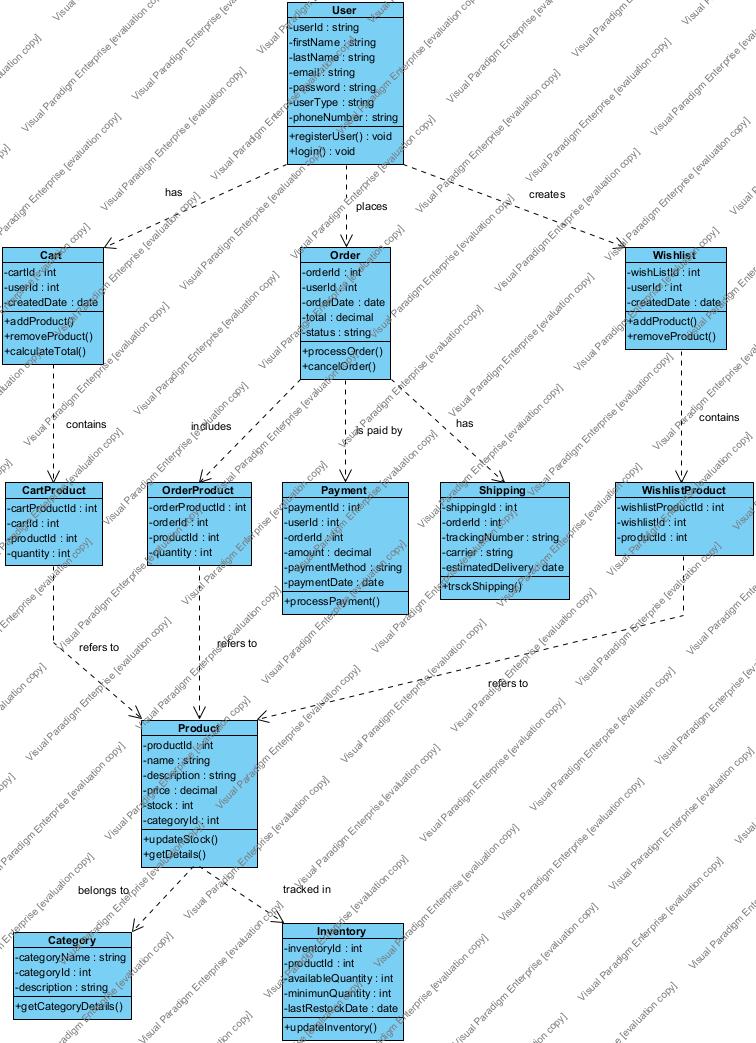 User
-userId : string
-firstName : string
-lastName : string
-email : string
-password : string
-userType : string
-phoneNumber : string
+registerUser() : void
+login() : void
has
places
creates
Cart
-cartId : int
-userId : int
-createdDate : date
+addProduct()
+removeProduct()
+calculateTotal()
Order
-orderId : int
-userId : int
-orderDate : date
-total : decimal
-status : string
+processOrder()
+cancelOrder()
Wishlist
-wishListId : int
-userId : int
-createdDate : date
+addProduct()
+removeProduct()
contains
includes
is paid by
has
contains
CartProduct
-cartProductId : int
-cartId : int
-productId : int
-quantity : int
OrderProduct
-orderProductId : int
-orderId : int
-productId : int
-quantity : int
Payment
-paymentId : int
-userId : int
-orderId : int
-amount : decimal
-paymentMethod : string
-paymentDate : date
+processPayment()
Shipping
-shippingId : int
-orderId : int
-trackingNumber : string
-carrier : string
-estimatedDelivery : date
+trsckShipping()
WishlistProduct
-wishlistProductId : int
-wishlistId : int
-productId : int
refers to
refers to
refers to
Product
-productId : int
-name : string
-description : string
-price : decimal
-stock : int
-categoryId : int
+updateStock()
+getDetails()
belongs to
tracked in
Category
-categoryName : string
-categoryId : int
-description : string
+getCategoryDetails()
Inventory
-inventoryId : int
-productId : int
-availableQuantity : int
-minimunQuantity : int
-lastRestockDate : date
+updateInventory()
Visual Paradigm Enterprise [evaluation copy]